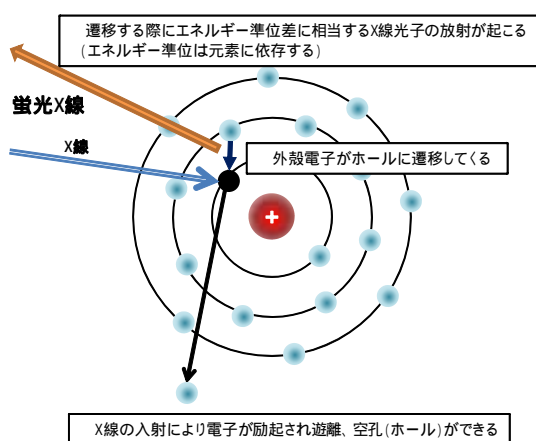 遷移する際にエネルギー準位差に相当するX線光子の放射が起こる
(エネルギー準位は元素に依存する)
蛍光X線
X線
外殻電子がホールに遷移してくる
+
X線の入射により電子が励起され遊離、空孔(ホール)ができる